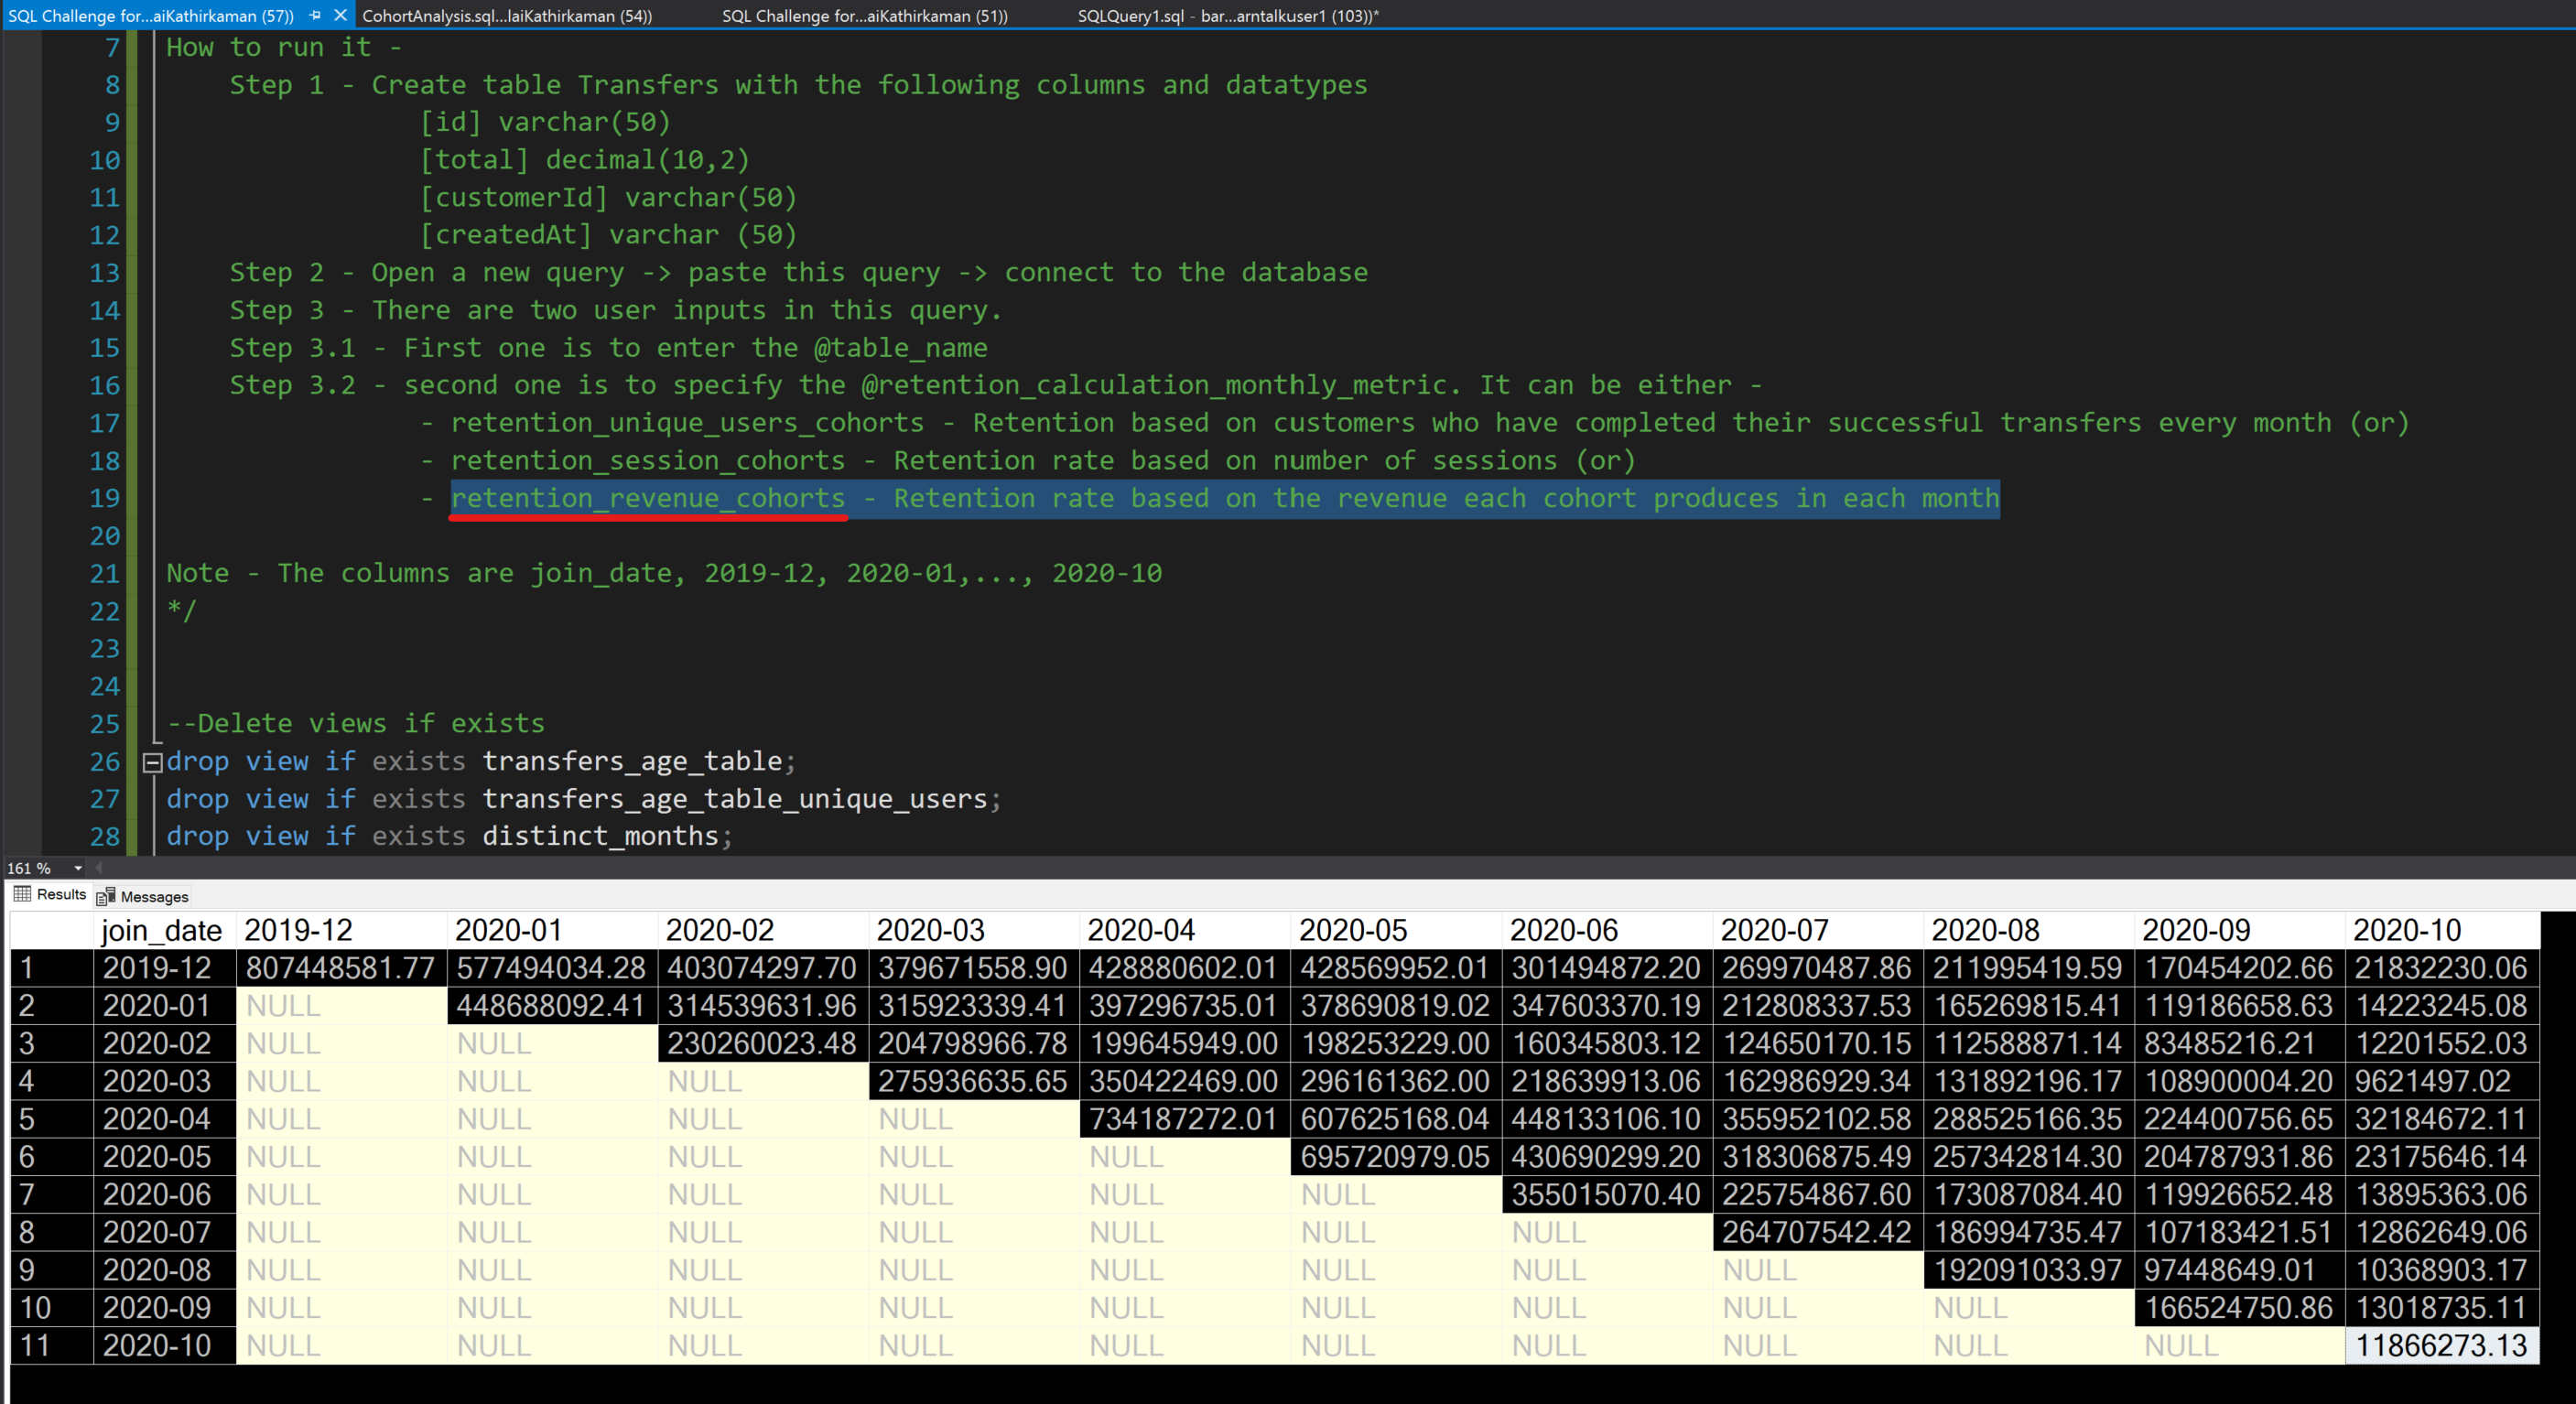 SQL Challenge for...aiKathirkaman (57)) CohortAnalysis.sql...laiKathirkaman (54)) SQL Challenge for...aiKathirkaman (51)) SQLQuery1.sql - bar...arntalkuser1 (103))*
7 How to run it -
8 Step 1 - Create table Transfers with the following columns and datatypes
9 [id] varchar(50)
10 [total] decimal(10,2)
11 [customerId] varchar(50)
12 [createdAt] varchar (50)
13 Step 2 - Open a new query -> paste this query -> connect to the database
14 Step 3 - There are two user inputs in this query.
15 Step 3.1 - First one is to enter the @table_name
16 Step 3.2 - second one is to specify the @retention_calculation_monthly_metric. It can be either -
17 - retention_unique_users_cohorts - Retention based on customers who have completed their successful transfers every month (or)
18 - retention_session_cohorts - Retention rate based on number of sessions (or)
19 - retention_revenue_cohorts - Retention rate based on the revenue each cohort produces in each month
20
21 Note - The columns are join_date, 2019-12, 2020-01,..., 2020-10
22 */
23
24
25 --Delete views if exists
26 drop view if exists transfers_age_table;
27 drop view if exists transfers_age_table_unique_users;
28 drop view if exists distinct_months;
161 %
Results Messages
join_date 2019-12 2020-01 2020-02 2020-03 2020-04 2020-05 2020-06 2020-07 2020-08 2020-09 2020-10
1 2019-12 807448581.77 577494034.28 403074297.70 379671558.90 428880602.01 428569952.01 301494872.20 269970487.86 211995419.59 170454202.66 21832230.06
2 2020-01 NULL 448688092.41 314539631.96 315923339.41 397296735.01 378690819.02 347603370.19 212808337.53 165269815.41 119186658.63 14223245.08
3 2020-02 NULL NULL 230260023.48 204798966.78 199645949.00 198253229.00 160345803.12 124650170.15 112588871.14 83485216.21 12201552.03
4 2020-03 NULL NULL NULL 275936635.65 350422469.00 296161362.00 218639913.06 162986929.34 131892196.17 108900004.20 9621497.02
5 2020-04 NULL NULL NULL NULL 734187272.01 607625168.04 448133106.10 355952102.58 288525166.35 224400756.65 32184672.11
6 2020-05 NULL NULL NULL NULL NULL 695720979.05 430690299.20 318306875.49 257342814.30 204787931.86 23175646.14
7 2020-06 NULL NULL NULL NULL NULL NULL 355015070.40 225754867.60 173087084.40 119926652.48 13895363.06
8 2020-07 NULL NULL NULL NULL NULL NULL NULL 264707542.42 186994735.47 107183421.51 12862649.06
9 2020-08 NULL NULL NULL NULL NULL NULL NULL NULL 192091033.97 97448649.01 10368903.17
10 2020-09 NULL NULL NULL NULL NULL NULL NULL NULL NULL 166524750.86 13018735.11
11 2020-10 NULL NULL NULL NULL NULL NULL NULL NULL NULL NULL 11866273.13